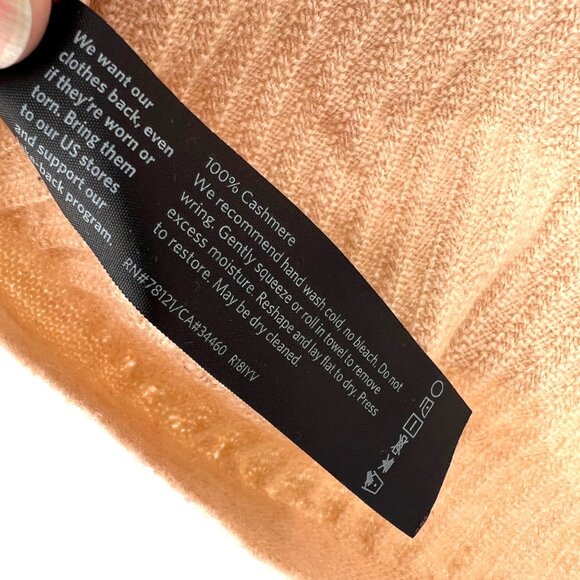 We want our
clothes back, even
if they're worn or
torn. Bring them
to our US stores
and support our
back program.
100% Cashmere
We recommend hand wash cold, no bleach. Do not
wring. Gently squeeze or roll in towel to remove
excess moisture. Reshape and lay flat to dry. Press
to restore. May be dry cleaned.
RN#78121/CA#34460 R18IYV